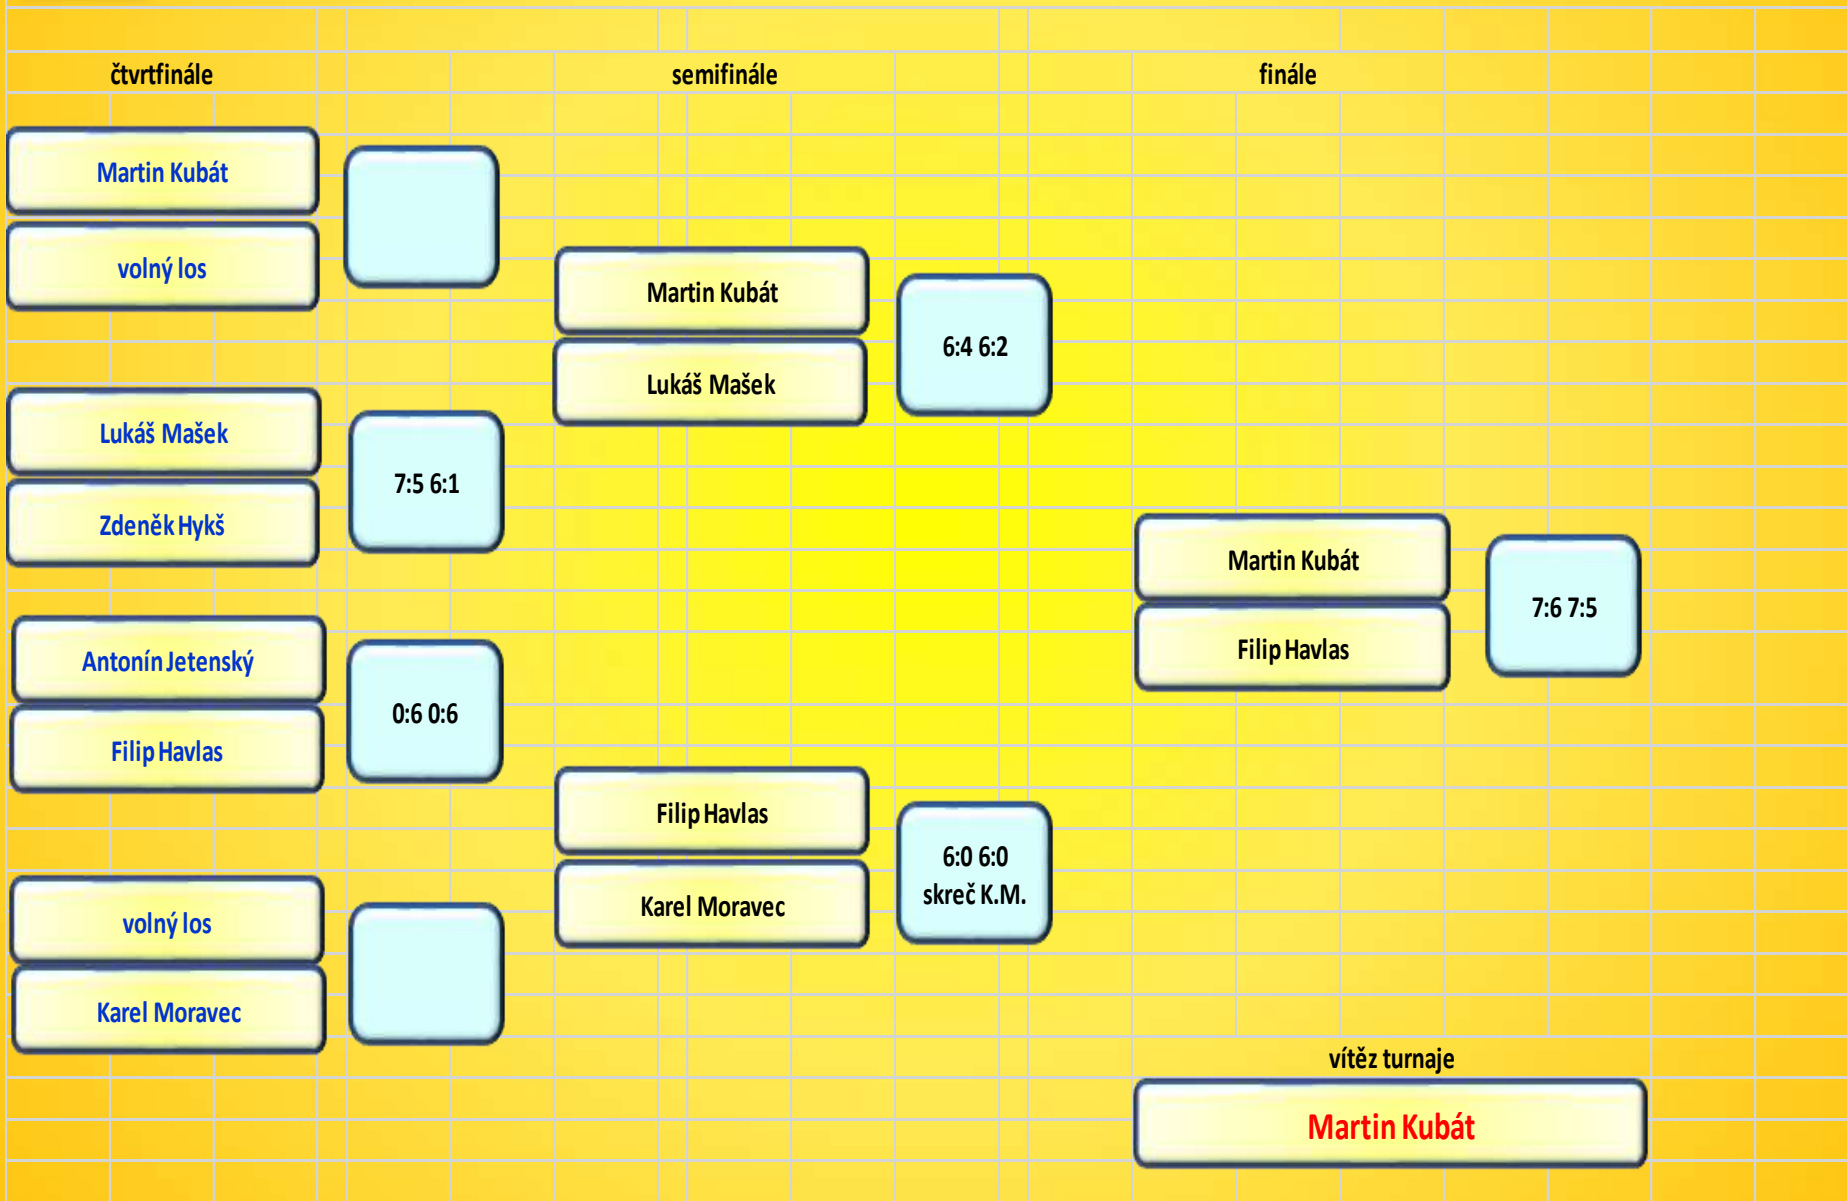 čtvrtfinále
semifinále
finále
Martin Kubát
volný los
Martin Kubát
Lukáš Mašek
6:4 6:2
Lukáš Mašek
Zdeněk Hykš
7:5 6:1
Martin Kubát
Filip Havlas
7:6 7:5
Antonín Jetenský
Filip Havlas
0:6 0:6
Filip Havlas
Karel Moravec
6:0 6:0
skreč K.M.
volný los
Karel Moravec
vítěz turnaje
Martin Kubát